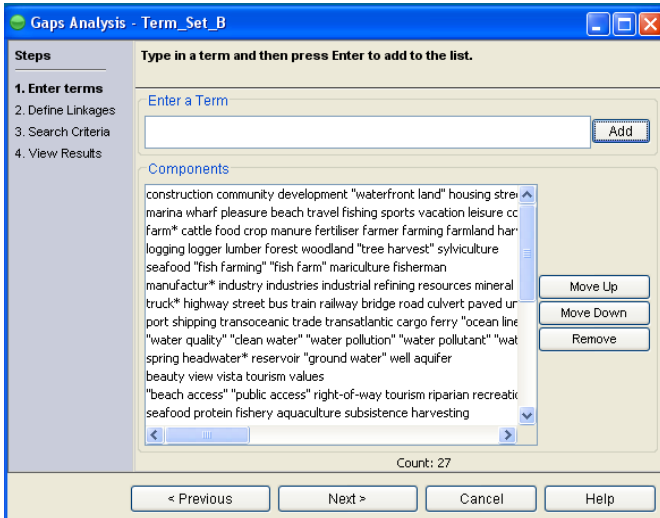 Gaps Analysis - Term_Set_B
Steps
1. Enter terms
2. Define Linkages
3. Search Criteria
4. View Results
Type in a term and then press Enter to add to the list.
Enter a Term
Add
Components
construction community development "waterfront land" housing stree
marina wharf pleasure beach travel fishing sports vacation leisure cc
farm* cattle food crop manure fertiliser farmer farming farmland har
logging logger lumber forest woodland "tree harvest" sylviculture
seafood "fish farming" "fish farm" mariculture fisherman
manufactur* industry industries industrial refining resources mineral
truck* highway street bus train railway bridge road culvert paved un
port shipping transoceanic trade transatlantic cargo ferry "ocean line
"water quality" "clean water" "water pollution" "water pollutant" "wat
spring headwater* reservoir "ground water" well aquifer
beauty view vista tourism values
"beach access" "public access" right-of-way tourism riparian recreatic
seafood protein fishery aquaculture subsistence harvesting
Move Up
Move Down
Remove
Count: 27
< Previous
Next >
Cancel
Help